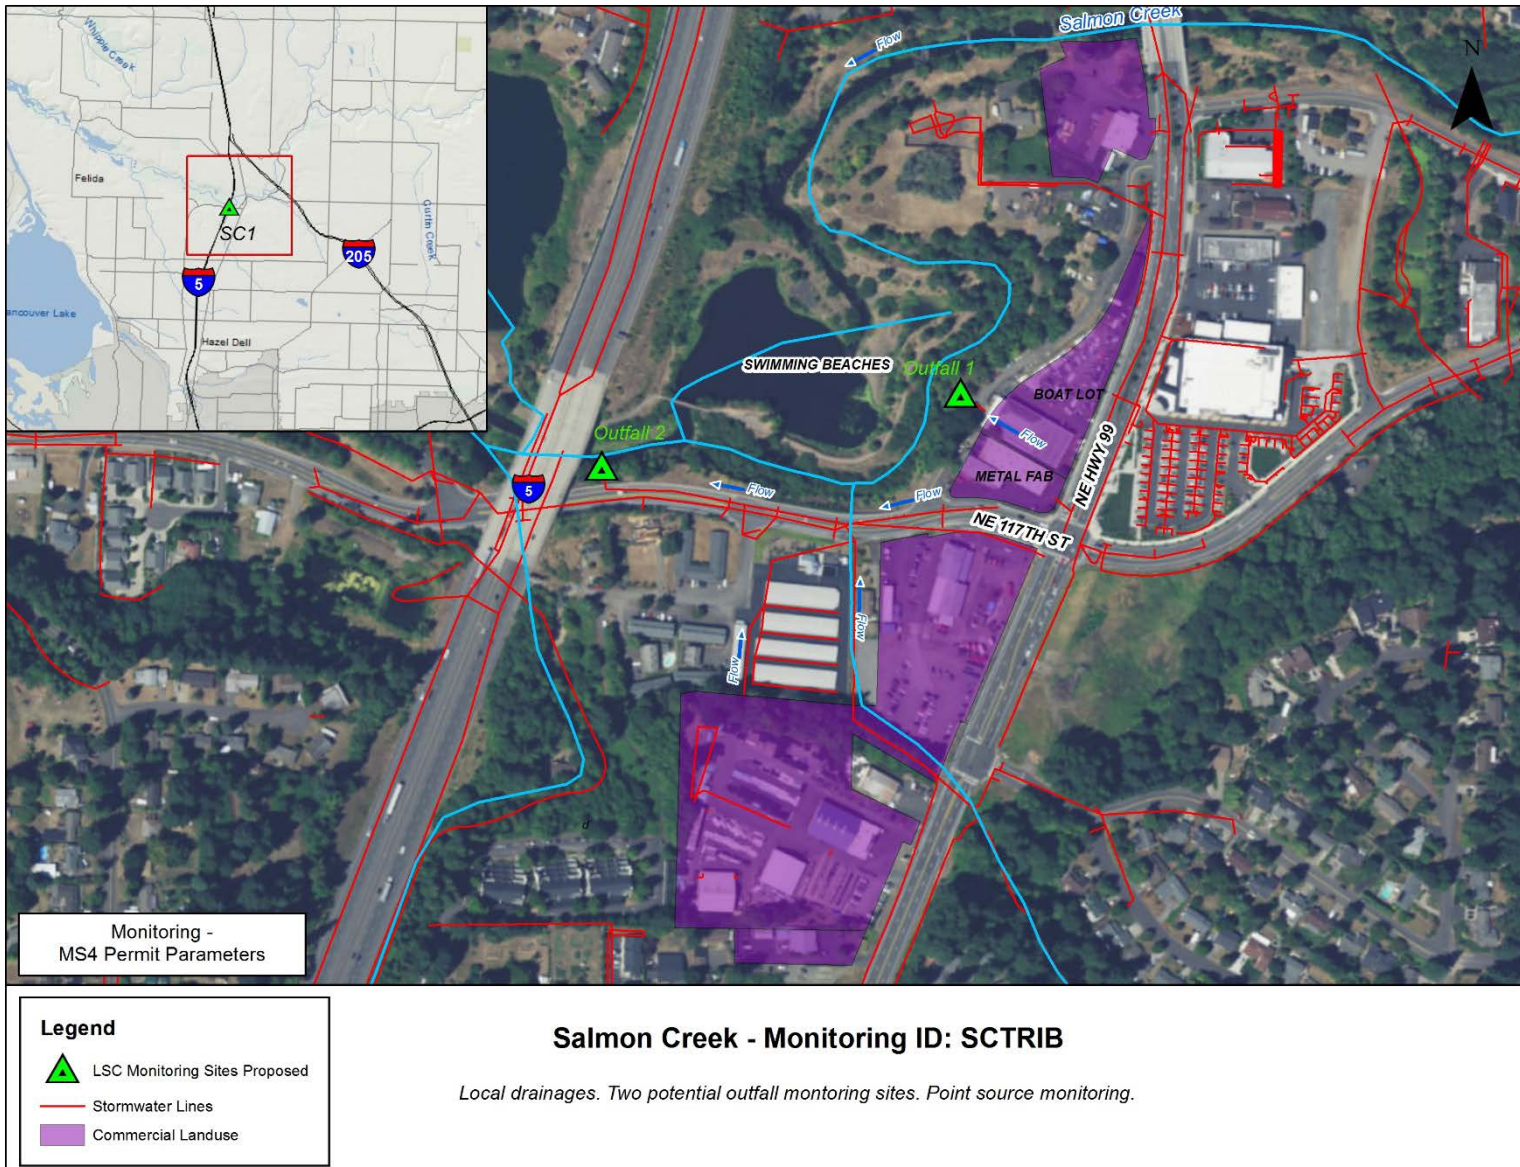 Whipple Creek
Felida
SC1
Curtin Creek
205
5
ancouver Lake
Hazel Dell
Salmon Creek
Flow
N
SWIMMING BEACHES
Outfall 1
BOAT LOT
Flow
METAL FAB
NE HWY 99
Outfall 2
5
Flow
Flow
NE 117TH ST
Flow
Flow
d
Monitoring -
MS4 Permit Parameters
Legend
LSC Monitoring Sites Proposed
Stormwater Lines
Commercial Landuse
Salmon Creek - Monitoring ID: SCTRIB
Local drainages. Two potential outfall montoring sites. Point source monitoring.